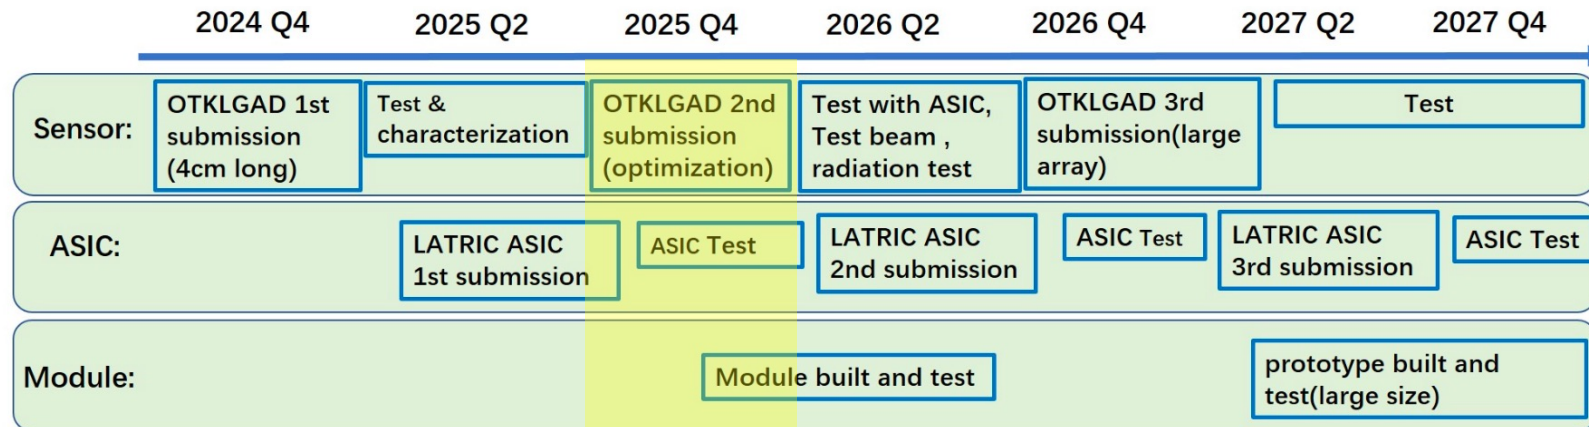 2024 Q4 2025 Q2 2025 Q4 2026 Q2 2026 Q4 2027 Q2 2027 Q4
Sensor:
OTKLGAD 1st
submission
(4cm long)
Test &
characterization
OTKLGAD 2nd
submission
(optimization)
Test with ASIC,
Test beam ,
radiation test
OTKLGAD 3rd
submission(large
array)
Test
ASIC:
LATRIC ASIC
1st submission
ASIC Test
LATRIC ASIC
2nd submission
ASIC Test
LATRIC ASIC
3rd submission
ASIC Test
Module:
Module built and test
prototype built and
test(large size)